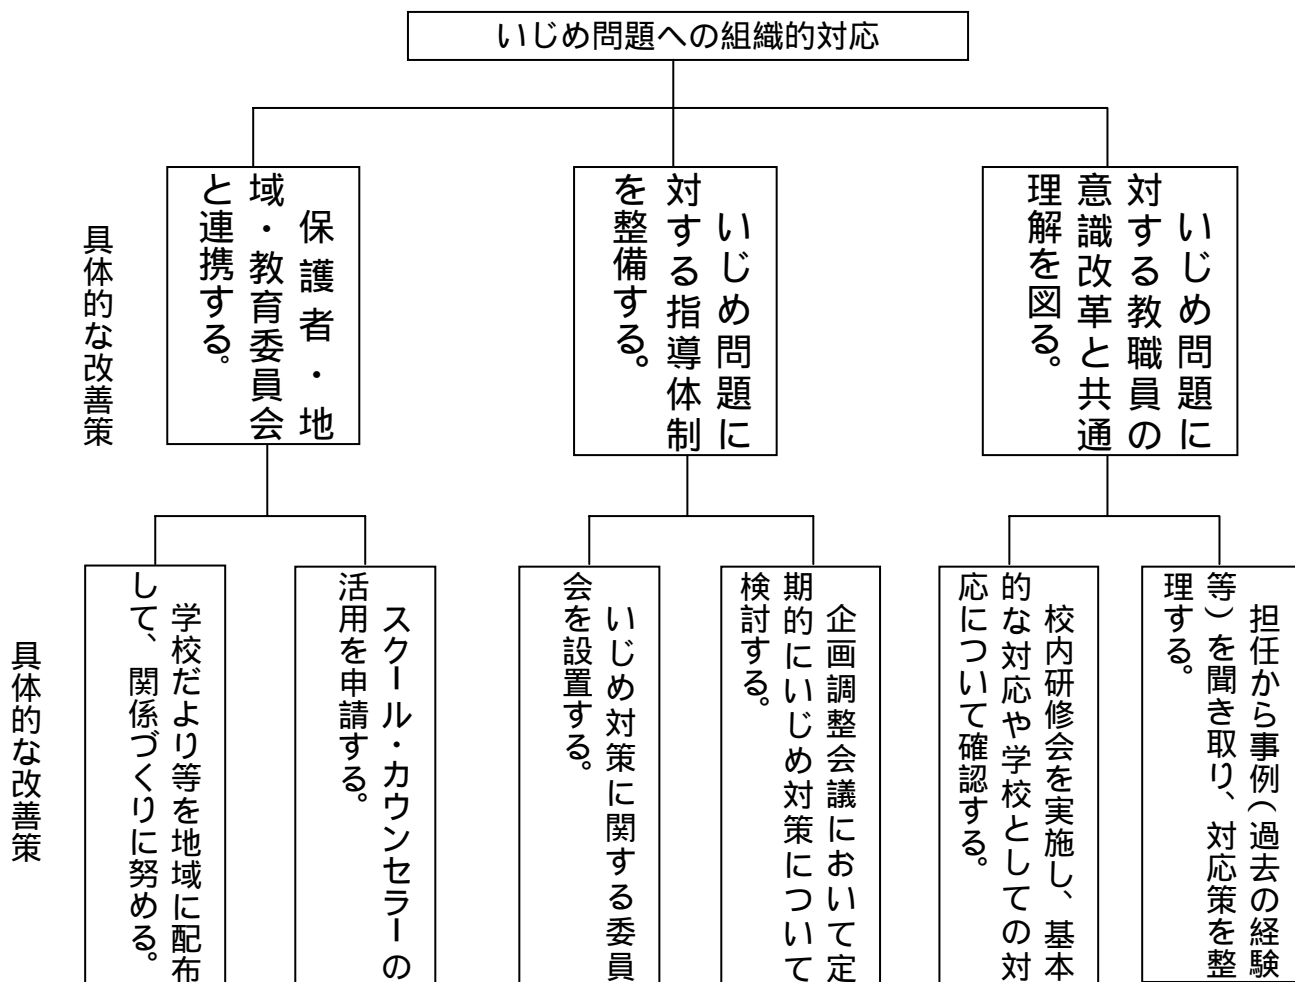 いじめ問題への組織的対応
いじめ問題に
対する教職員の
意識改革と共通
理解を図る。
いじめ問題に
対する指導体制
を整備する。
保護者・地
域・教育委員会
と連携する。
具体的な改善策
担任から事例(過去の経験
等)を聞き取り、対応策を整
理する。
校内研修会を実施し、基本
的な対応や学校としての対
応について確認する。
企画調整会議において定
期的にいじめ対策について
検討する。
いじめ対策に関する委員
会を設置する。
スクール・カウンセラーの
活用を申請する。
学校だより等を地域に配布
して、関係づくりに努める。
具体的な改善策